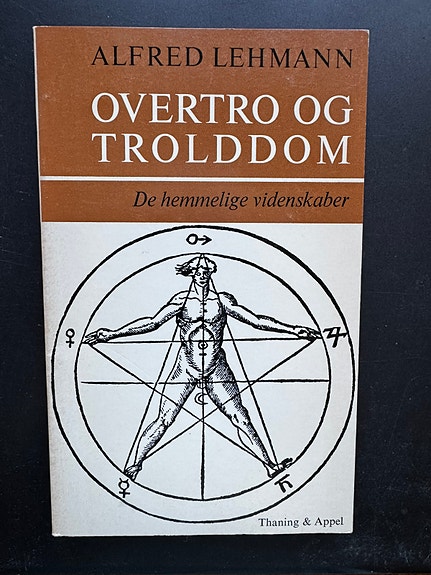 ALFRED LEHMANN
OVERTRO OG
TROLDDOM
De hemmelige videnskaber
Thaning & Appel